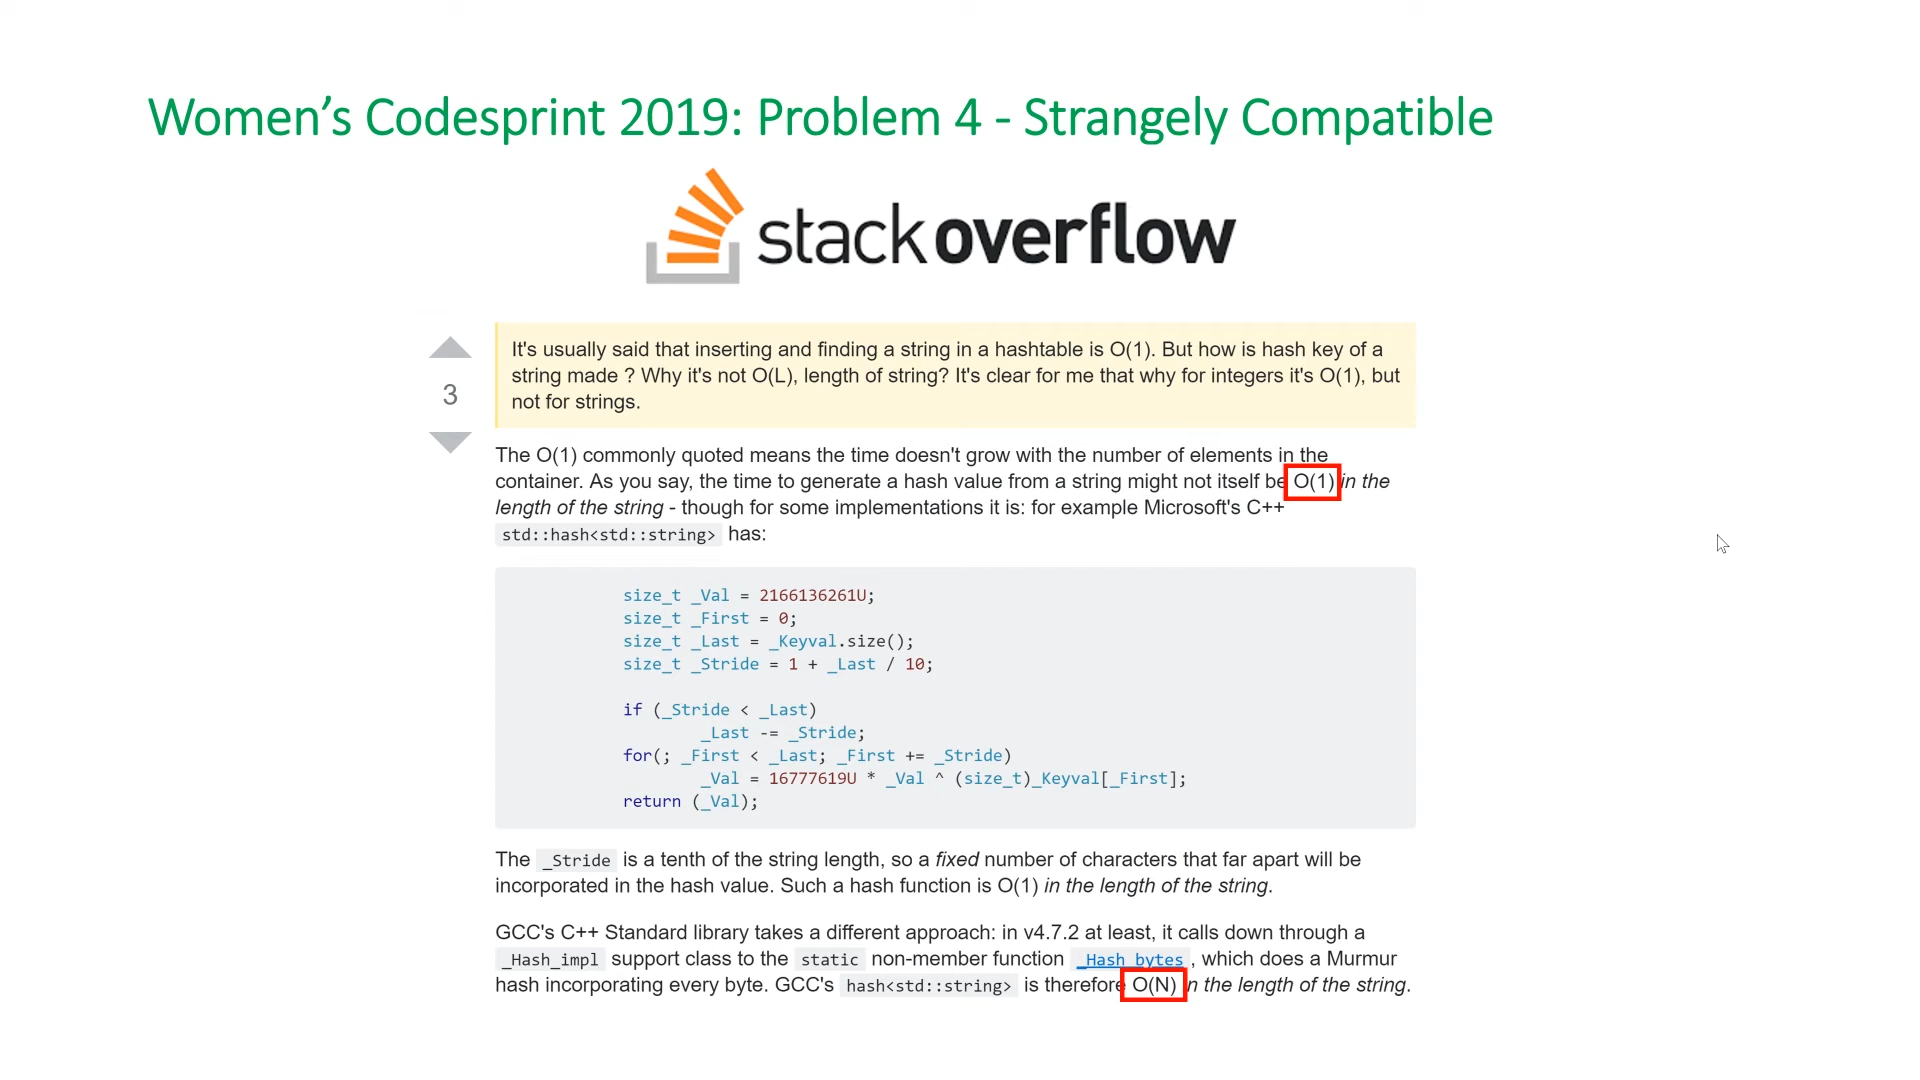 Women's Codesprint 2019: Problem 4 - Strangely Compatible
stack overflow
It's usually said that inserting and finding a string in a hashtable is O(1). But how is hash key of a
string made ? Why it's not O(L), length of string? It's clear for me that why for integers it's O(1), but
not for strings.
3
The O(1) commonly quoted means the time doesn't grow with the number of elements in the
container. As you say, the time to generate a hash value from a string might not itself be O(1) in the
length of the string - though for some implementations it is: for example Microsoft's C++
std::hash<std::string> has:
size_t _Val = 2166136261U;
size_t _First = 0;
size_t _Last = _Keyval.size();
size_t _Stride = 1 + _Last / 10;
if (_Stride < _Last)
_Last -= _Stride;
for(; _First < _Last; _First += _Stride)
_Val = 16777619U * _Val ^ (size_t)_Keyval[_First];
return (_Val);
The _Stride is a tenth of the string length, so a fixed number of characters that far apart will be
incorporated in the hash value. Such a hash function is O(1) in the length of the string.
GCC's C++ Standard library takes a different approach: in v4.7.2 at least, it calls down through a
_Hash_impl support class to the static non-member function _Hash_bytes, which does a Murmur
hash incorporating every byte. GCC's hash<std::string> is therefore O(N) in the length of the string.